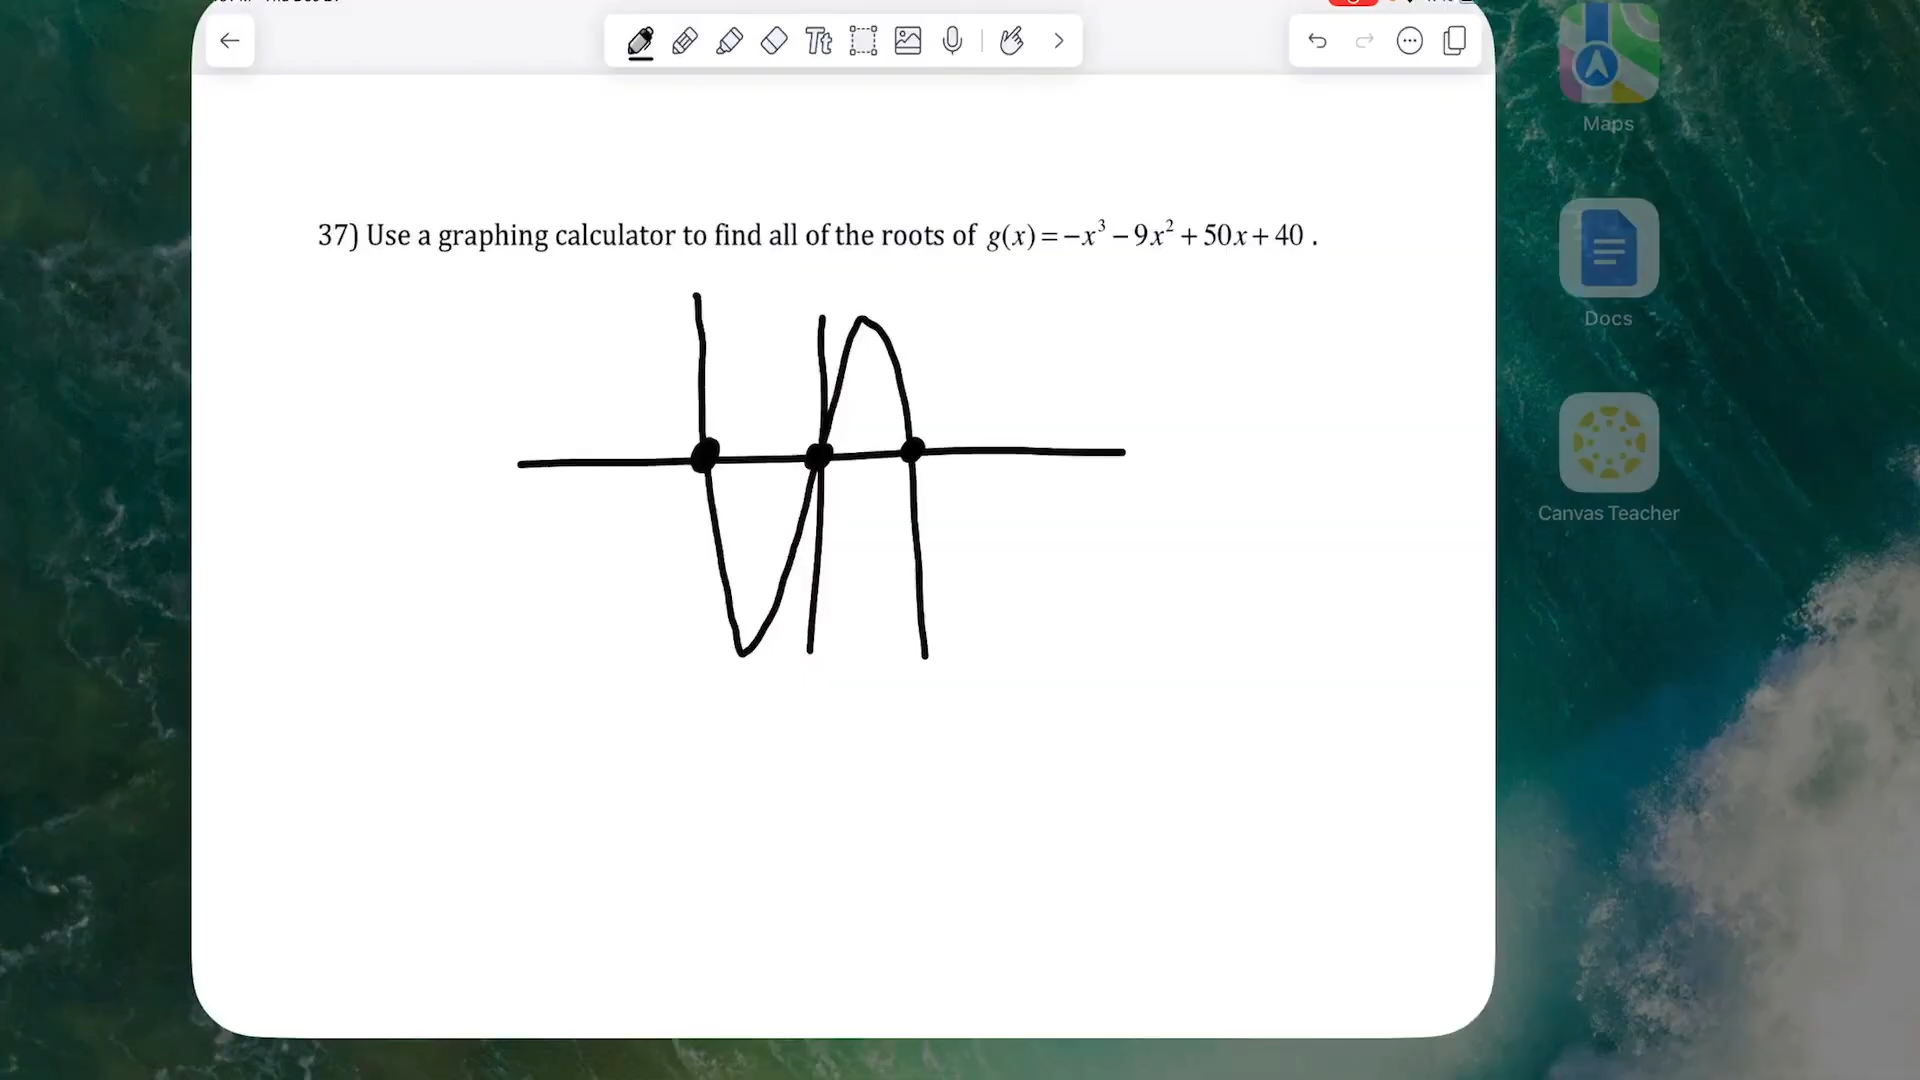 Tt
Maps
37) Use a graphing calculator to find all of the roots of g(x) = −x³ − 9x² + 50x + 40 .
Docs
Canvas Teacher